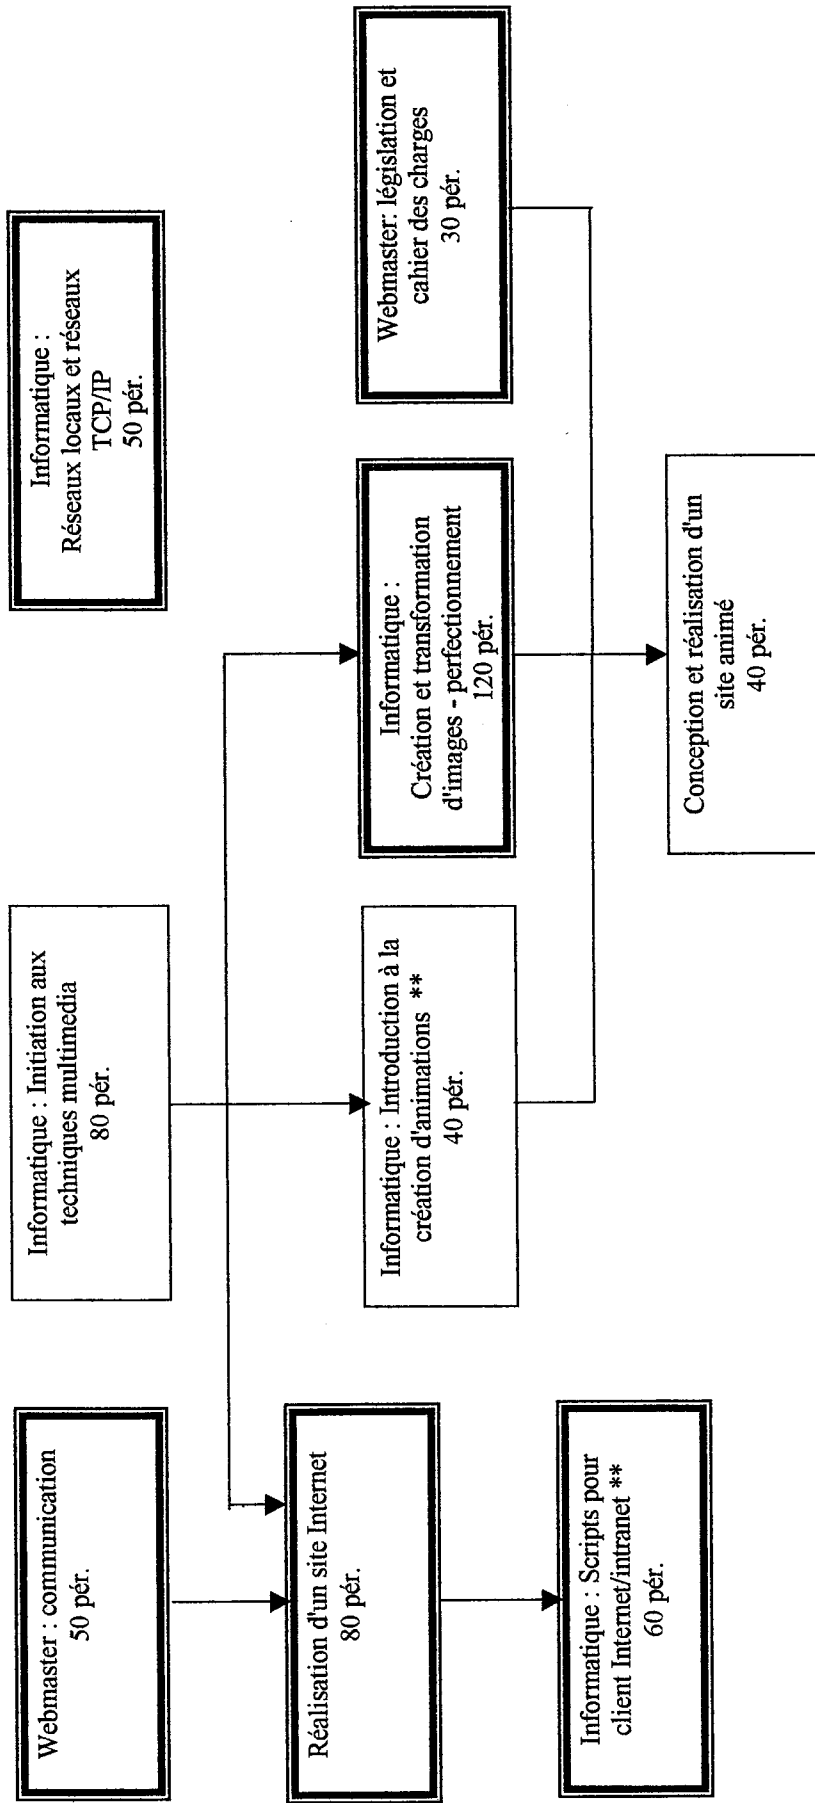 Webmaster : communication
50 pér.
Informatique : Initiation aux
techniques multimedia
80 pér.
Informatique :
Réseaux locaux et réseaux
TCP/IP
50 pér.
Réalisation d'un site Internet
80 pér.
Informatique : Introduction à la
création d'animations **
40 pér.
Informatique :
Création et transformation
d'images - perfectionnement
120 pér.
Webmaster: législation et
cahier des charges
30 pér.
Informatique : Scripts pour
client Internet/intranet **
60 pér.
Conception et réalisation d'un
site animé
40 pér.